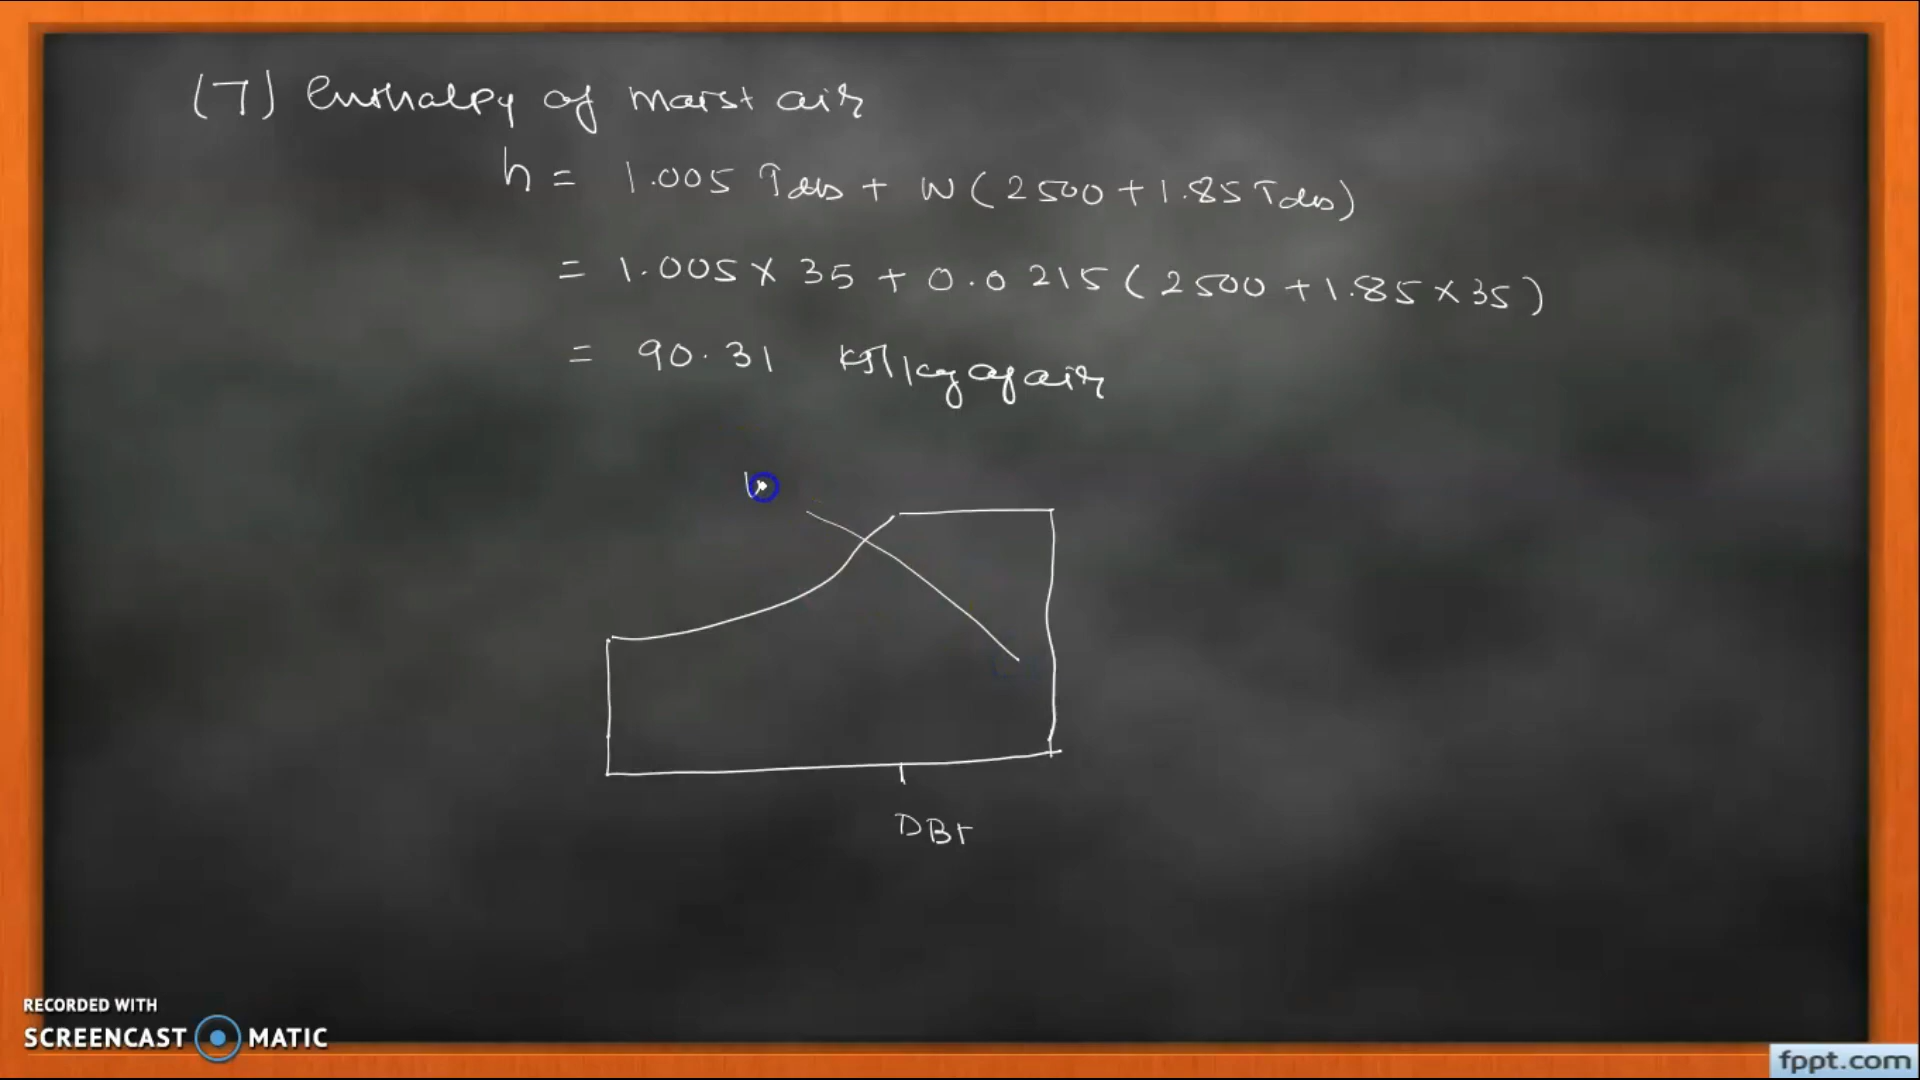 (7) Enthalpy of moist air
h = 1.005 Tdb + W (2500 + 1.85 Tdb)
= 1.005 × 35 + 0.0215 (2500 + 1.85 × 35)
= 90.31 kJ/kg of air
DBT
RECORDED WITH
SCREENCAST MATIC
fppt.com